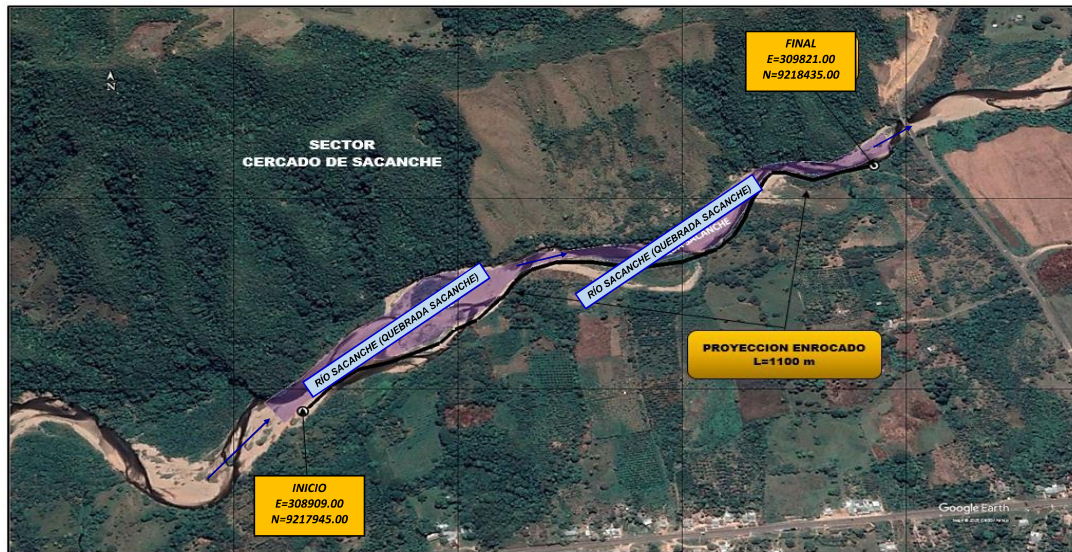 FINAL
E=309821.00
N=9218435.00
N
SECTOR
CERCADO DE SACANCHE
RÍO SACANCHE (QUEBRADA SACANCHE)
RÍO SACANCHE (QUEBRADA SACANCHE)
SACANCHE
PROYECCION ENROCADO
L=1100 m
INICIO
E=308909.00
N=9217945.00
Google Earth